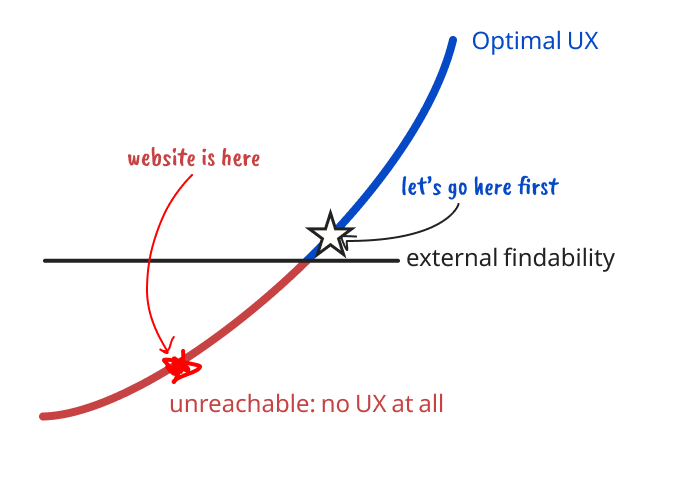 Optimal UX
website is here
let's go here first
external findability
unreachable: no UX at all